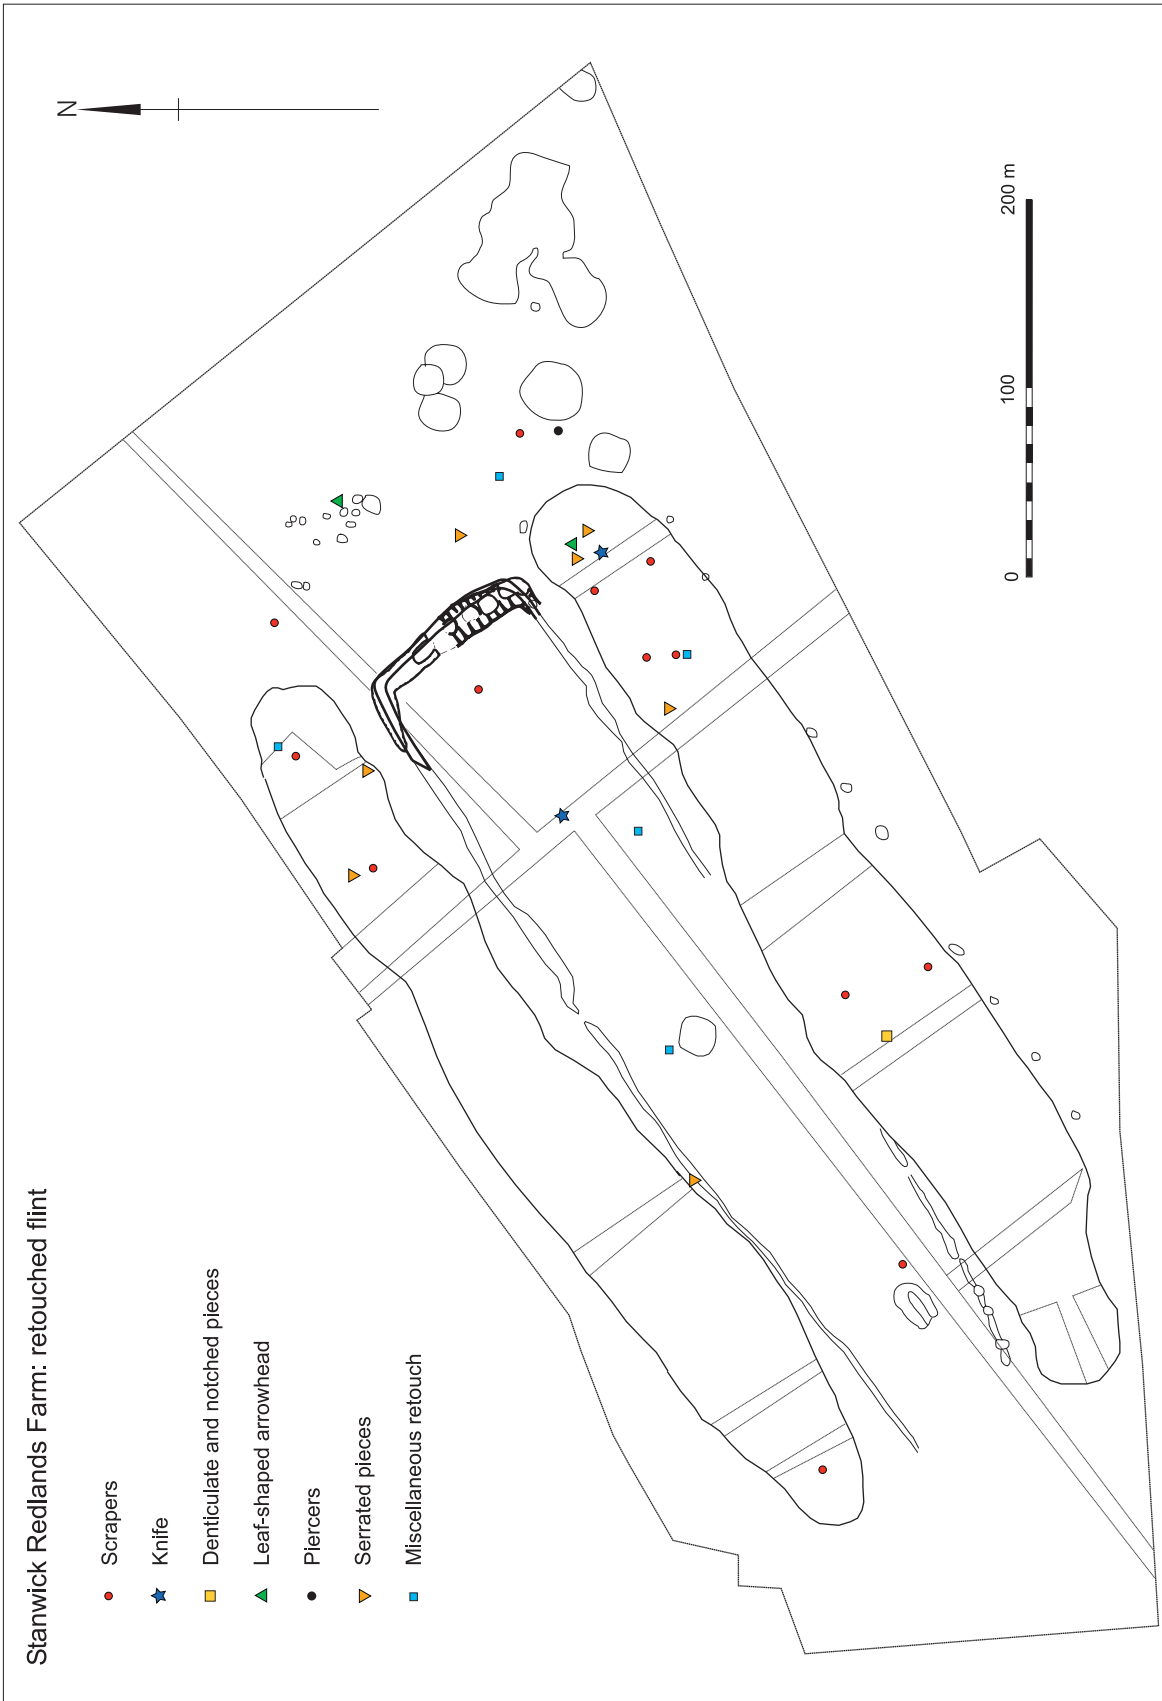 Stanwick Redlands Farm: retouched flint
Scrapers
Knife
Denticulate and notched pieces
Leaf-shaped arrowhead
Piercers
Serrated pieces
Miscellaneous retouch
N
0 100 200 m